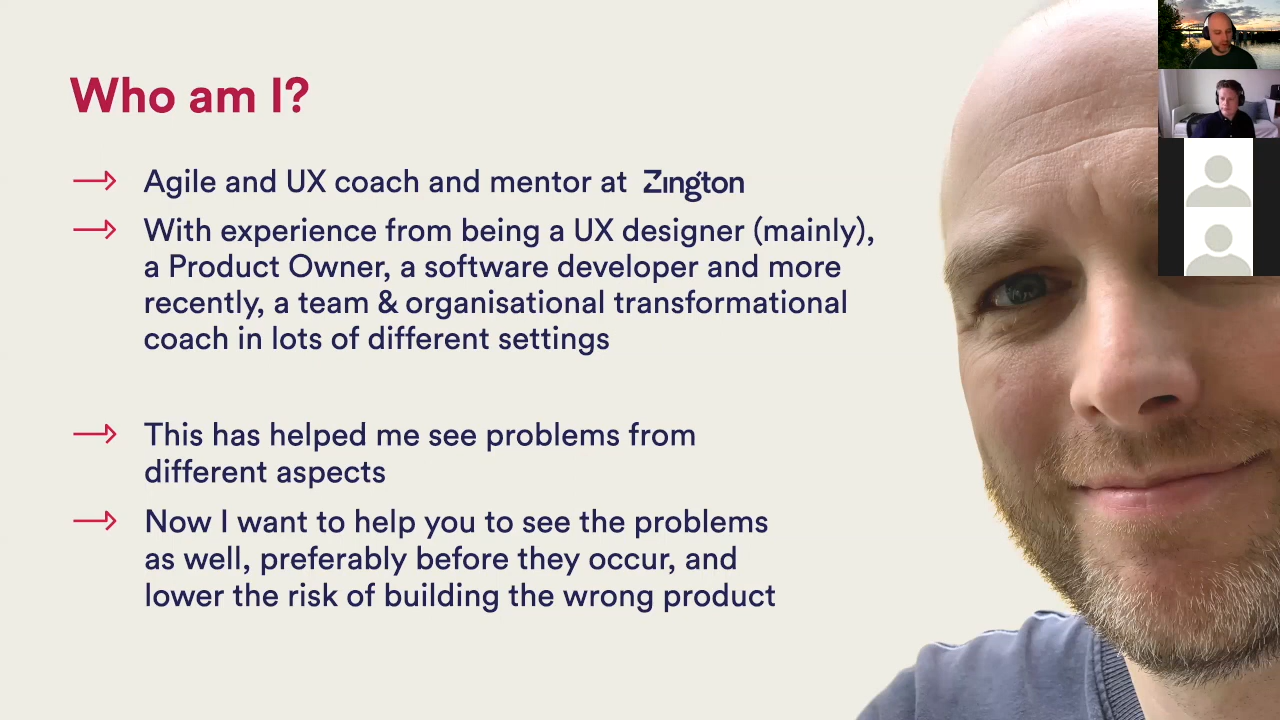 Who am I?
Agile and UX coach and mentor at Zington
With experience from being a UX designer (mainly),
a Product Owner, a software developer and more
recently, a team & organisational transformational
coach in lots of different settings
This has helped me see problems from
different aspects
Now I want to help you to see the problems
as well, preferably before they occur, and
lower the risk of building the wrong product